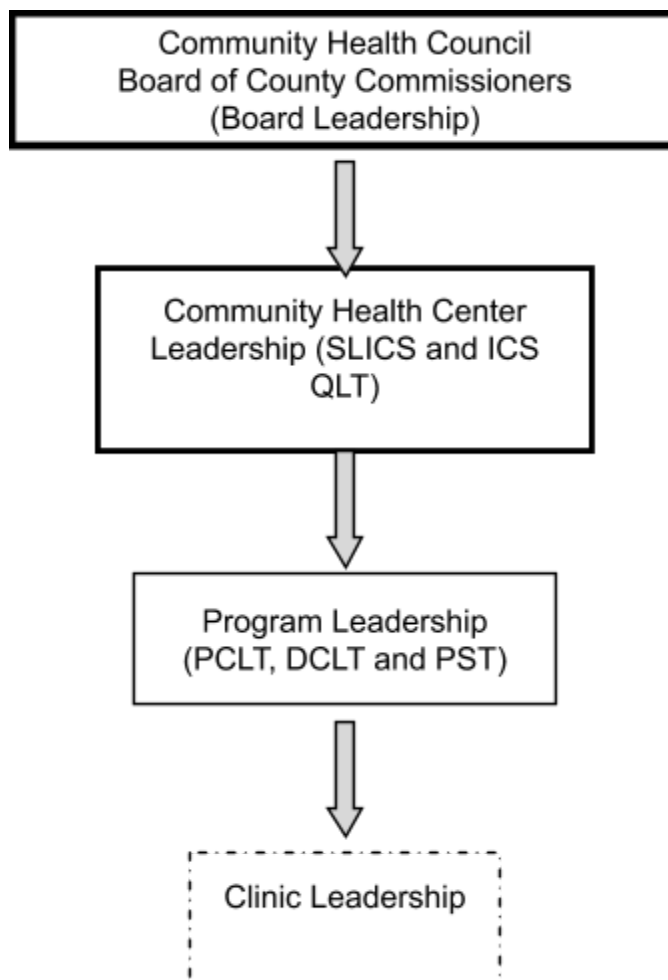 Community Health Council
Board of County Commissioners
(Board Leadership)
Community Health Center
Leadership (SLICS and ICS
QLT)
Program Leadership
(PCLT, DCLT and PST)
Clinic Leadership